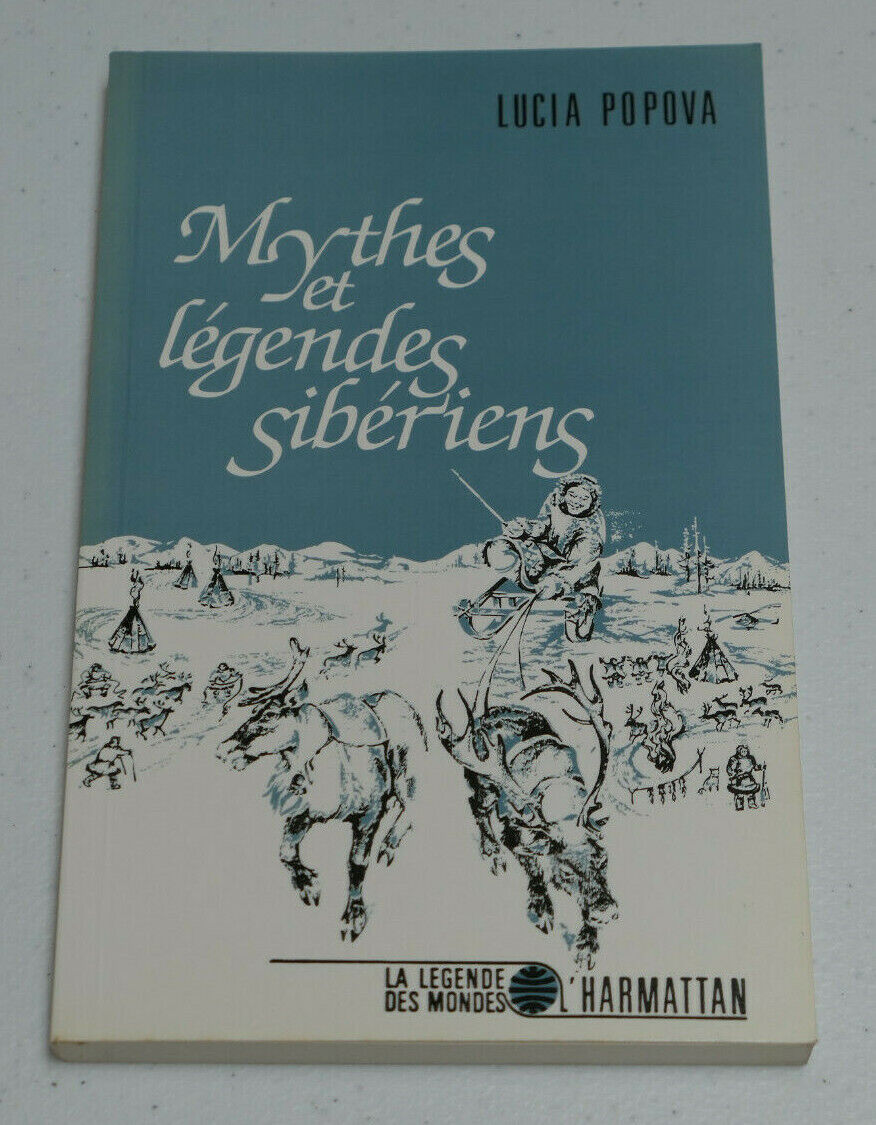 LUCIA POPOVA
Mythes
et
légendes
sibériens
LA LEGENDE
DES MONDES
L'HARMATTAN